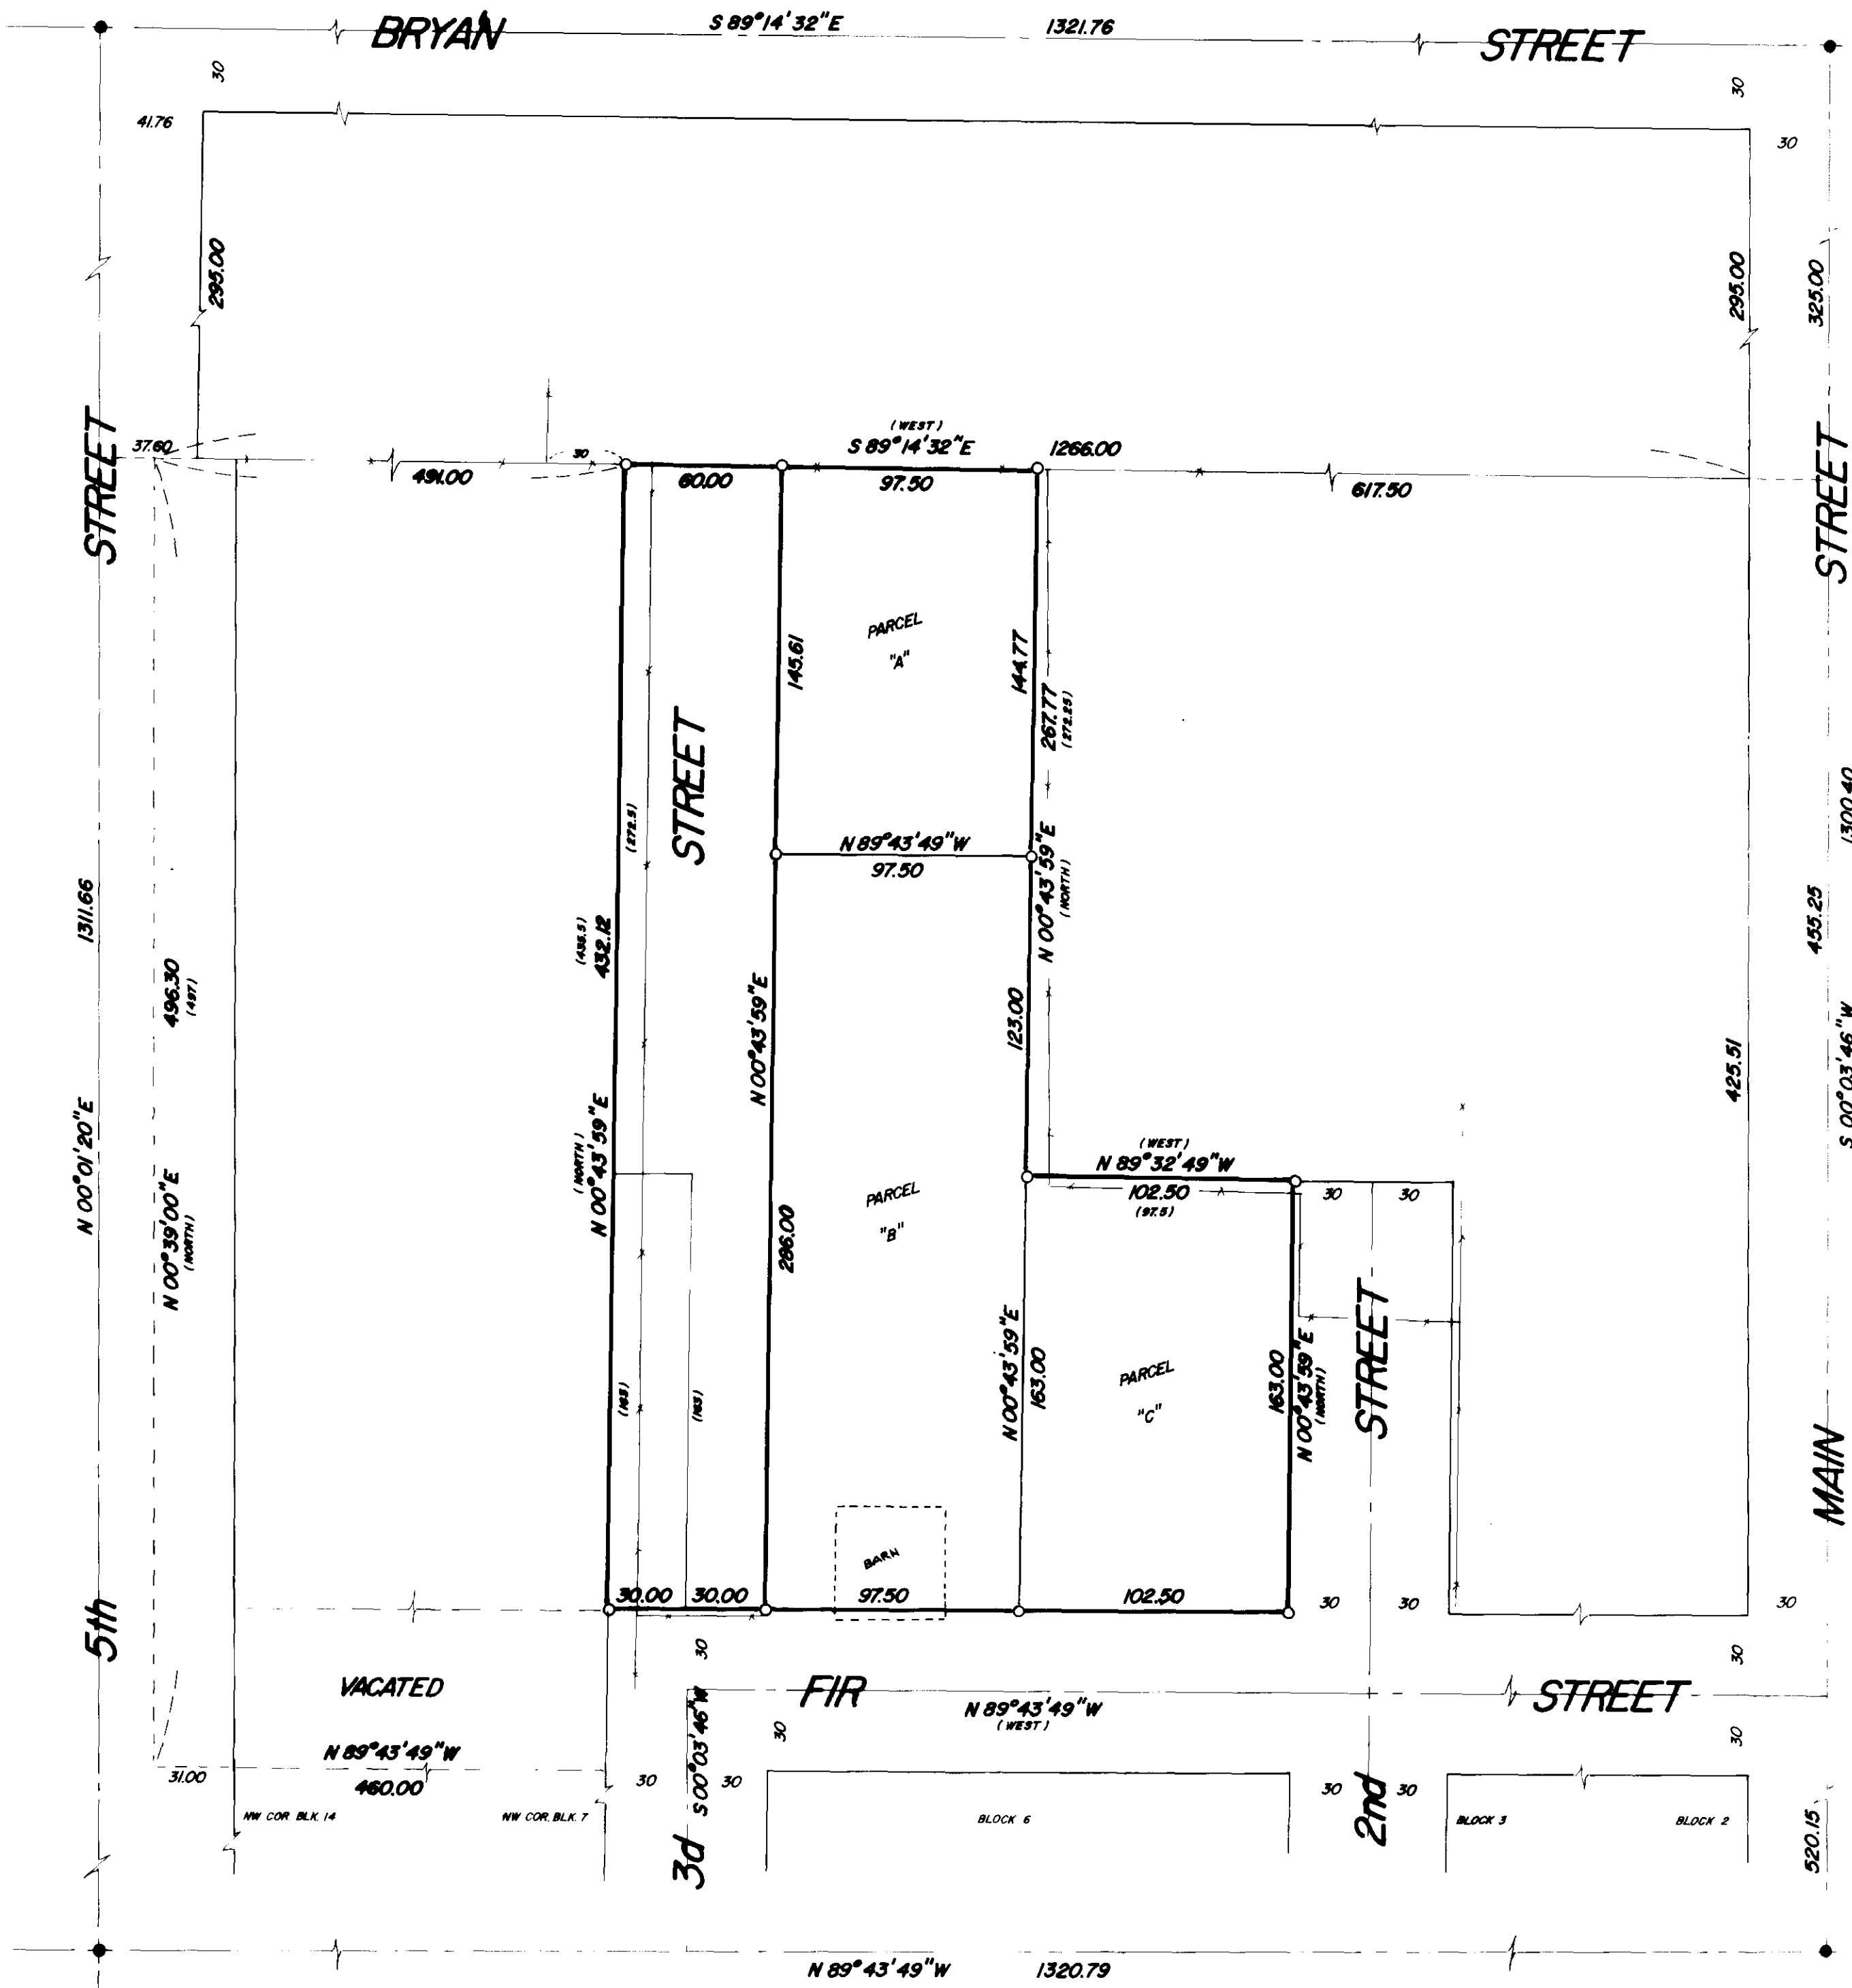 BRYAN
S 89°14'32"E
1321.76
STREET
30
30
41.76
30
295.00
295.00
325.00
STREET
STREET
37.60
491.00
30
60.00
(WEST)
S 89°14'32"E
1266.00
97.50
617.50
PARCEL
"A"
145.61
144.77
267.77
(272.25)
STREET
(272.5)
N 89°43'49"W
97.50
N 00°43'59"E
(NORTH)
1311.66
496.30
(497)
(435.5)
432.12
N 00°43'59"E
123.00
1300.40
455.25
425.51
S 00°03'46"W
N 00°01'20"E
N 00°39'00"E
(NORTH)
(NORTH)
N 00°43'59"E
286.00
PARCEL
"B"
(WEST)
N 89°32'49"W
102.50
(97.5)
30
30
STREET
N 00°43'59"E
163.00
PARCEL
"C"
163.00
N 00°43'59"E
(NORTH)
(163)
(163)
MAIN
BARN
30.00
30.00
97.50
102.50
30
30
30
5th
30
30
VACATED
FIR
N 89°43'49"W
(WEST)
STREET
S 00°03'46"W
30
30
N 89°43'49"W
460.00
31.00
30
30
30
30
NW COR. BLK. 14
NW COR. BLK. 7
3d
BLOCK 6
2nd
BLOCK 3
BLOCK 2
520.15
N 89°43'49"W
1320.79